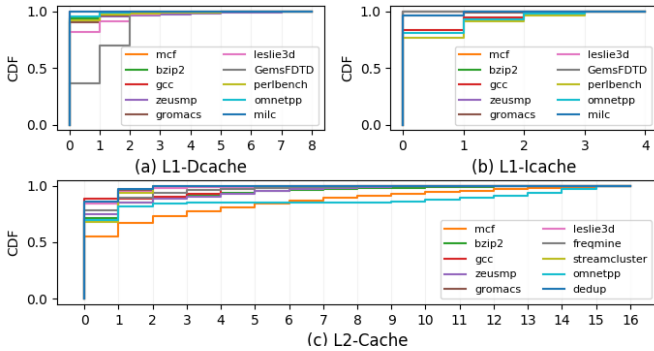 CDF
1.0
0.5
0.0
mcf
bzip2
gcc
zeusmp
gromacs
leslie3d
GemsFDTD
perlbench
omnetpp
milc
0 1 2 3 4 5 6 7 8
(a) L1-Dcache
CDF
1.0
0.5
0.0
mcf
bzip2
gcc
zeusmp
gromacs
leslie3d
GemsFDTD
perlbench
omnetpp
milc
0 1 2 3 4
(b) L1-Icache
CDF
1.0
0.5
0.0
mcf
bzip2
gcc
zeusmp
gromacs
leslie3d
freqmine
streamcluster
omnetpp
dedup
0 1 2 3 4 5 6 7 8 9 10 11 12 13 14 15 16
(c) L2-Cache